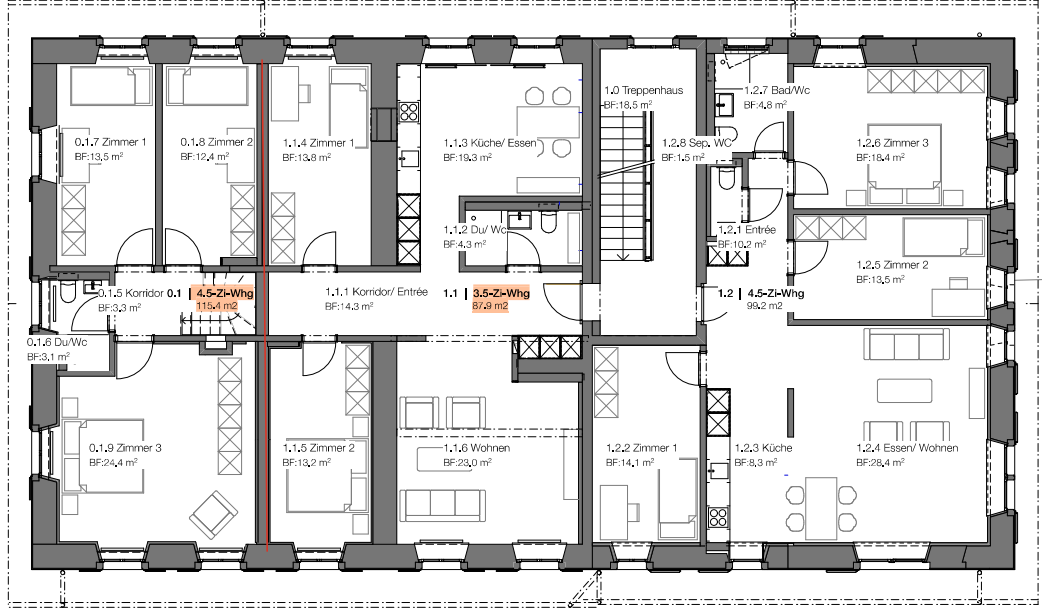 0.1.7 Zimmer 1
BF:13,5 m²
0.1.8 Zimmer 2
BF:12,4 m²
1.1.4 Zimmer 1
BF:13.8 m²
1.1.3 Küche/ Essen
BF:19.3 m²
1.0 Treppenhaus
BF:18.5 m²
1.2.8 Sep. WC
BF:1.5 m²
1.2.7 Bad/Wc
BF:4.8 m²
1.2.6 Zimmer 3
BF:18.4 m²
1.1.2 Du/ Wc
BF:4.3 m²
1.2.1 Entrée
BF:10.2 m²
1.2.5 Zimmer 2
BF:13.5 m²
0.1.5 Korridor
BF:3.3 m²
0.1 | 4.5-Zi-Whg
115.4 m2
1.1.1 Korridor/ Entrée
BF:14.3 m²
1.1 | 3.5-Zi-Whg
87.9 m2
1.2 | 4.5-Zi-Whg
99.2 m2
0.1.6 Du/Wc
BF:3,1 m²
0.1.9 Zimmer 3
BF:24,4 m²
1.1.5 Zimmer 2
BF:13.2 m²
1.1.6 Wohnen
BF:23.0 m²
1.2.2 Zimmer 1
BF:14.1 m²
1.2.3 Küche
BF:8,3 m²
1.2.4 Essen/ Wohnen
BF:28.4 m²